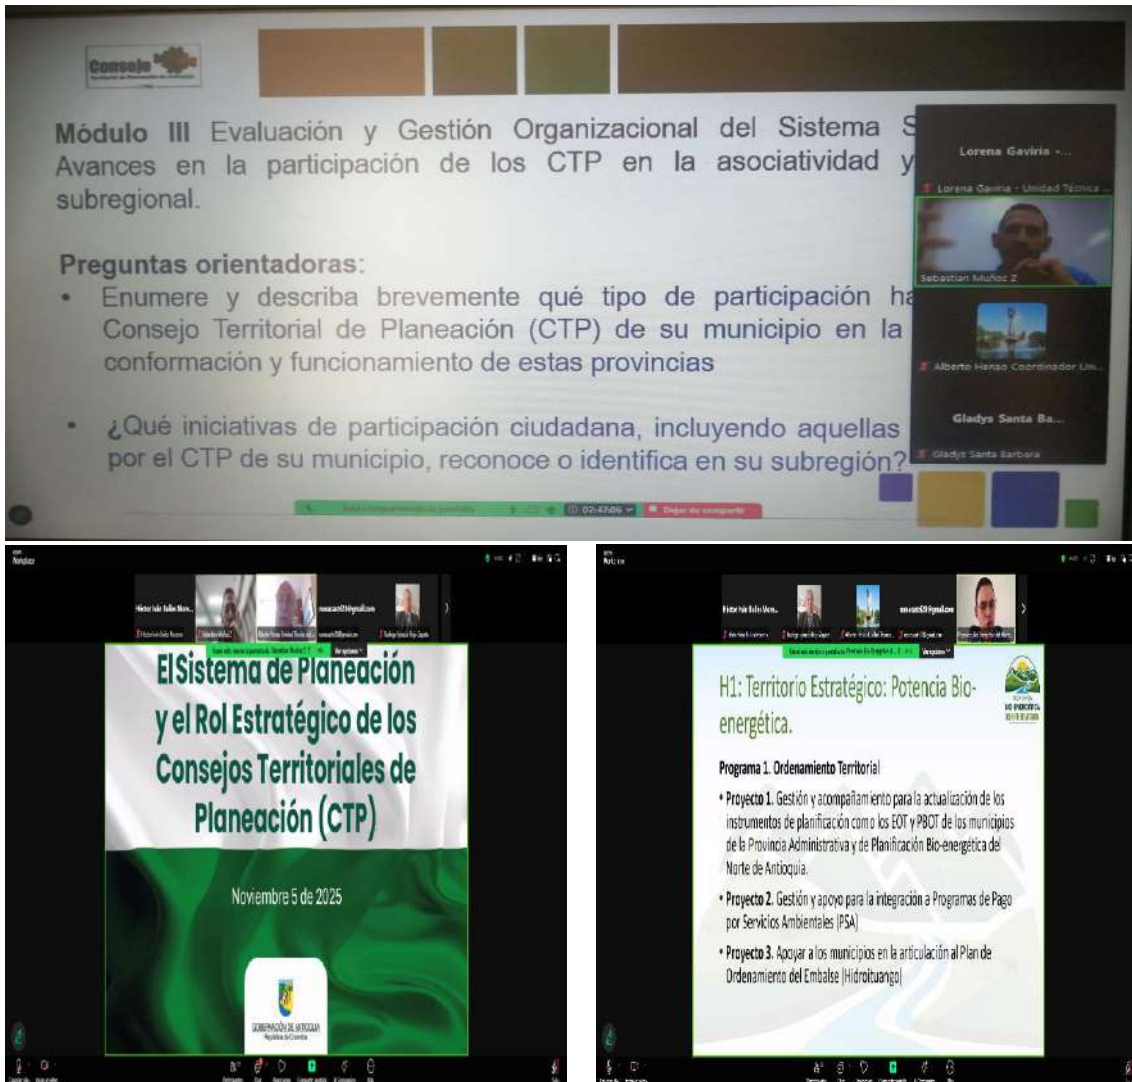 Consejo
Módulo III Evaluación y Gestión Organizacional del Sistema S
Avances en la participación de los CTP en la asociatividad y
subregional.
Preguntas orientadoras:
• Enumere y describa brevemente qué tipo de participación ha
Consejo Territorial de Planeación (CTP) de su municipio en la
conformación y funcionamiento de estas provincias
• ¿Qué iniciativas de participación ciudadana, incluyendo aquellas
por el CTP de su municipio, reconoce o identifica en su subregión?
Lorena Gaviria -...
Lorena Gaviria - Unidad Técnica ...
Sebastian Muñoz Z
Alberto Henao Coordinador Uni...
Gladys Santa Ba...
Gladys Santa Barbara
02:47:06
Dejar de compartir
El Sistema de Planeación
y el Rol Estratégico de los
Consejos Territoriales de
Planeación (CTP)
Noviembre 5 de 2025
GOBERNACIÓN DE ANTIOQUIA
República de Colombia
Ver opciones
H1: Territorio Estratégico: Potencia Bio-
energética.
BIO-ENERGÉTICA
Programa 1. Ordenamiento Territorial
• Proyecto 1. Gestión y acompañamiento para la actualización de los
instrumentos de planificación como los EOT y PBOT de los municipios
de la Provincia Administrativa y de Planificación Bio-energética del
Norte de Antioquia.
• Proyecto 2. Gestión y apoyo para la integración a Programas de Pago
por Servicios Ambientales (PSA)
• Proyecto 3. Apoyar a los municipios en la articulación al Plan de
Ordenamiento del Embalse (Hidroituango)